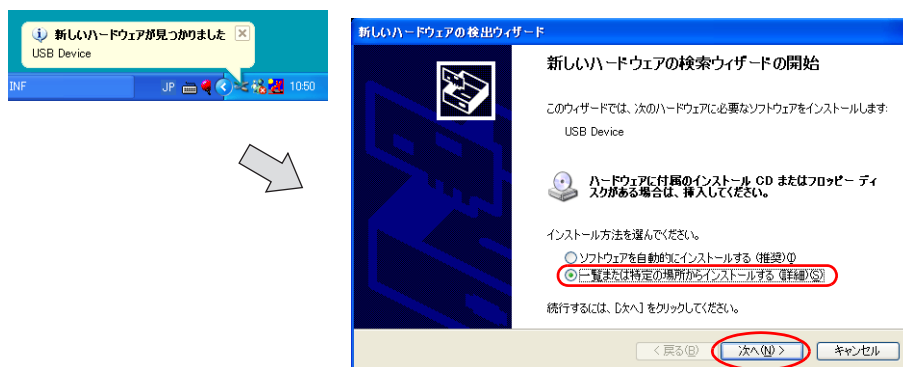 新しいハードウェアが見つかりました
USB Device
INF
JP
10:50
新しいハードウェアの検出ウィザード
新しいハードウェアの検索ウィザードの開始
このウィザードでは、次のハードウェアに必要なソフトウェアをインストールします:
USB Device
ハードウェアに付属のインストール CD またはフロッピー ディ
スクがある場合は、挿入してください。
インストール方法を選んでください。
ソフトウェアを自動的にインストールする (推奨)(I)
一覧または特定の場所からインストールする (詳細)(S)
続行するには、[次へ] をクリックしてください。
< 戻る(B)
次へ(N) >
キャンセル